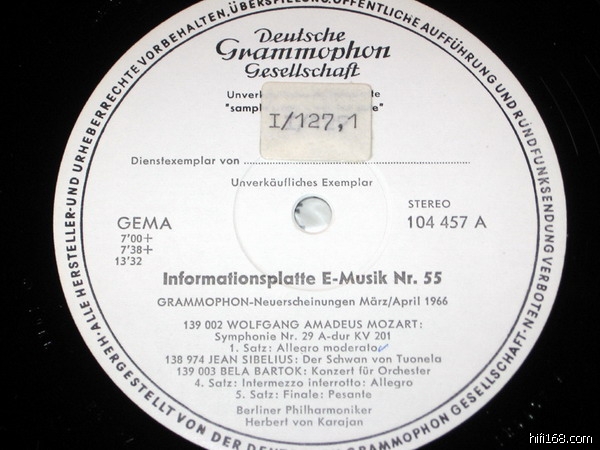 ALLE HERSTELLER-UND URHEBERRECHTE VORBEHALTEN, ÜBERSPIELUNG, ÖFFENTLICHE AUFFÜHRUNG UND RUNDFUNKSENDUNG VERBOTEN.
Deutsche
Grammophon
Gesellschaft
"samp
I/127,1
Dienstexemplar von
Unverkäufliches Exemplar
GEMA
7'00+
7'38+
13'32
STEREO
104 457 A
Informationsplatte E-Musik Nr. 55
GRAMMOPHON-Neuerscheinungen März/April 1966
139 002 WOLFGANG AMADEUS MOZART:
Symphonie Nr. 29 A-dur KV 201
1. Satz: Allegro moderato
138 974 JEAN SIBELIUS: Der Schwan von Tuonela
139 003 BELA BARTOK: Konzert für Orchester
4. Satz: Intermezzo interrotto: Allegro
5. Satz: Finale: Pesante
Berliner Philharmoniker
Herbert von Karajan
HERGESTELLT VON DER DEUTSCHEN GRAMMOPHON GESELLSCHAFT
hifi168.com